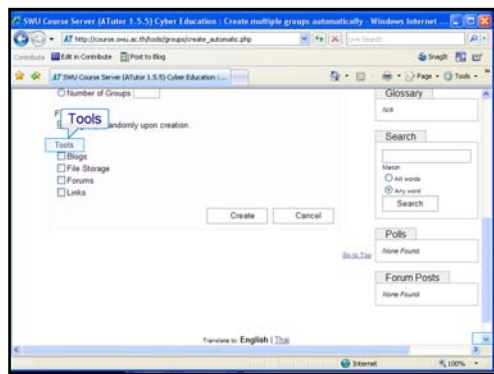 SWU Course Server (ATutor 1.5.5) Cyber Education : Create multiple groups automatically - Windows Internet ...
http://course.swu.ac.th/tools/groups/create_automatic.php
Live Search
Contribute Edit in Contribute Post to Blog
SnagIt
SWU Course Server (ATutor 1.5.5) Cyber Education : ...
Page Tools
Number of Groups
Glossary
N/A
Tools
andomly upon creation.
Search
Tools
Blogs
File Storage
Forums
Links
Match:
All words
Any word
Search
Create Cancel
Polls
None Found
Go to Top
Forum Posts
None Found
Translate to English | Thai
Internet
100%